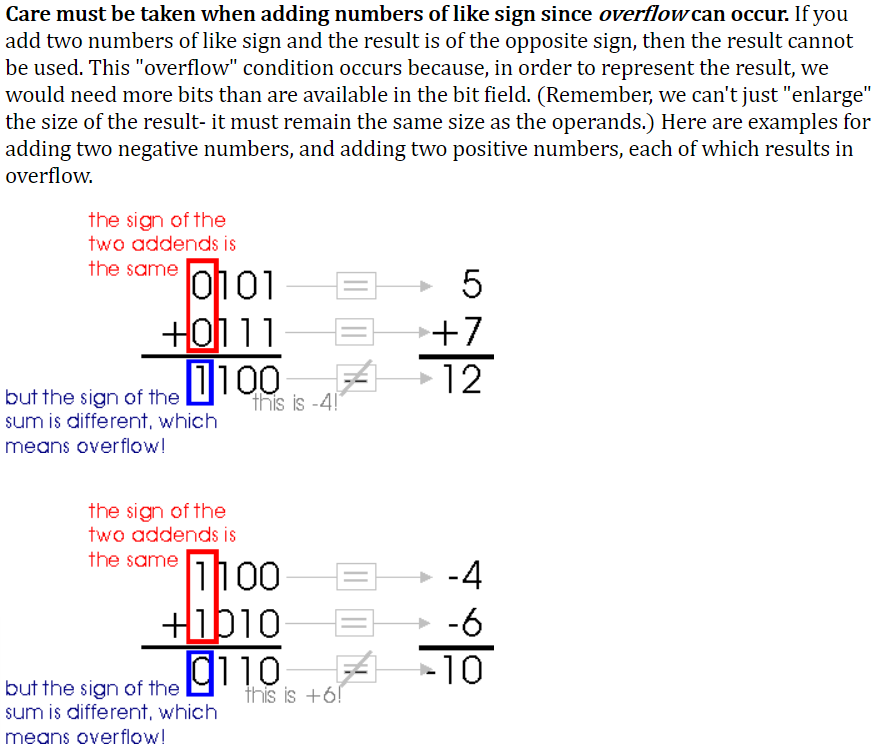 Care must be taken when adding numbers of like sign since overflow can occur. If you
add two numbers of like sign and the result is of the opposite sign, then the result cannot
be used. This "overflow" condition occurs because, in order to represent the result, we
would need more bits than are available in the bit field. (Remember, we can't just "enlarge"
the size of the result- it must remain the same size as the operands.) Here are examples for
adding two negative numbers, and adding two positive numbers, each of which results in
overflow.
the sign of the
two addends is
the same
0101 = 5
+0111 = +7
1100 ≠ 12
this is -4!
but the sign of the
sum is different, which
means overflow!
the sign of the
two addends is
the same
1100 = -4
+1010 = -6
0110 ≠ -10
this is +6!
but the sign of the
sum is different, which
means overflow!